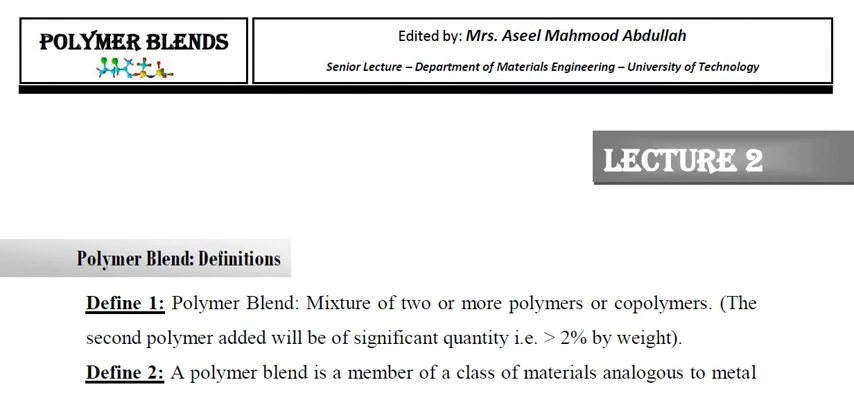 POLYMER BLENDS
Edited by: Mrs. Aseel Mahmood Abdullah
Senior Lecture – Department of Materials Engineering – University of Technology
LECTURE 2
Polymer Blend: Definitions
Define 1: Polymer Blend: Mixture of two or more polymers or copolymers. (The
second polymer added will be of significant quantity i.e. > 2% by weight).
Define 2: A polymer blend is a member of a class of materials analogous to metal